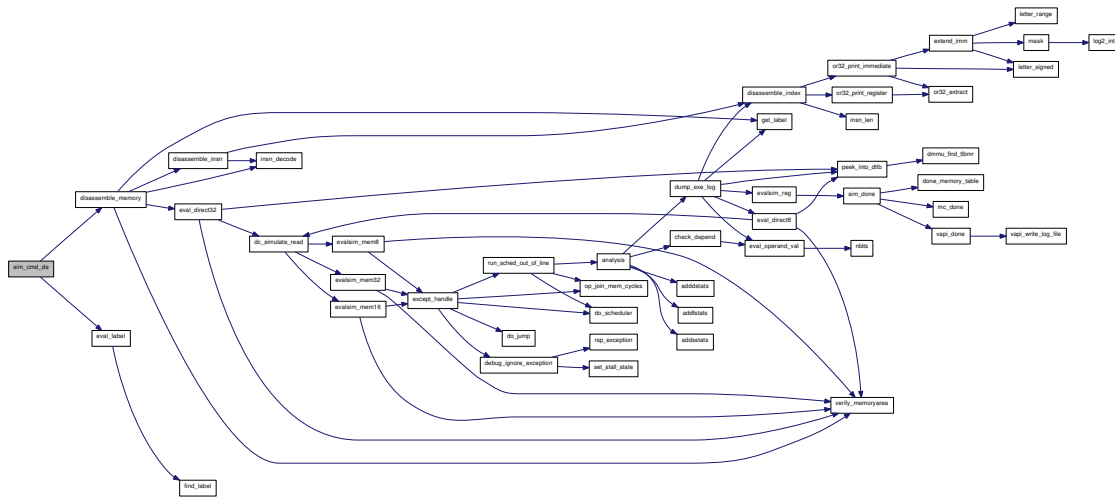 letter_range
extend_imm
mask
log2_int
or32_print_immediate
letter_signed
disassemble_index
or32_print_register
or32_extract
get_label
insn_len
disassemble_insn
insn_decode
dmmu_find_tlbmr
peek_into_dtlb
done_memory_table
dump_exe_log
evalsim_reg
sim_done
disassemble_memory
mc_done
eval_direct32
eval_direct8
vapi_done
vapi_write_log_file
check_depend
dc_simulate_read
evalsim_mem8
eval_operand_val
nbits
run_sched_out_of_line
analysis
sim_cmd_de
evalsim_mem32
op_join_mem_cycles
adddstats
except_handle
evalsim_mem16
do_scheduler
addfstats
eval_label
do_jump
rsp_exception
addsstats
debug_ignore_exception
set_stall_state
verify_memoryarea
find_label